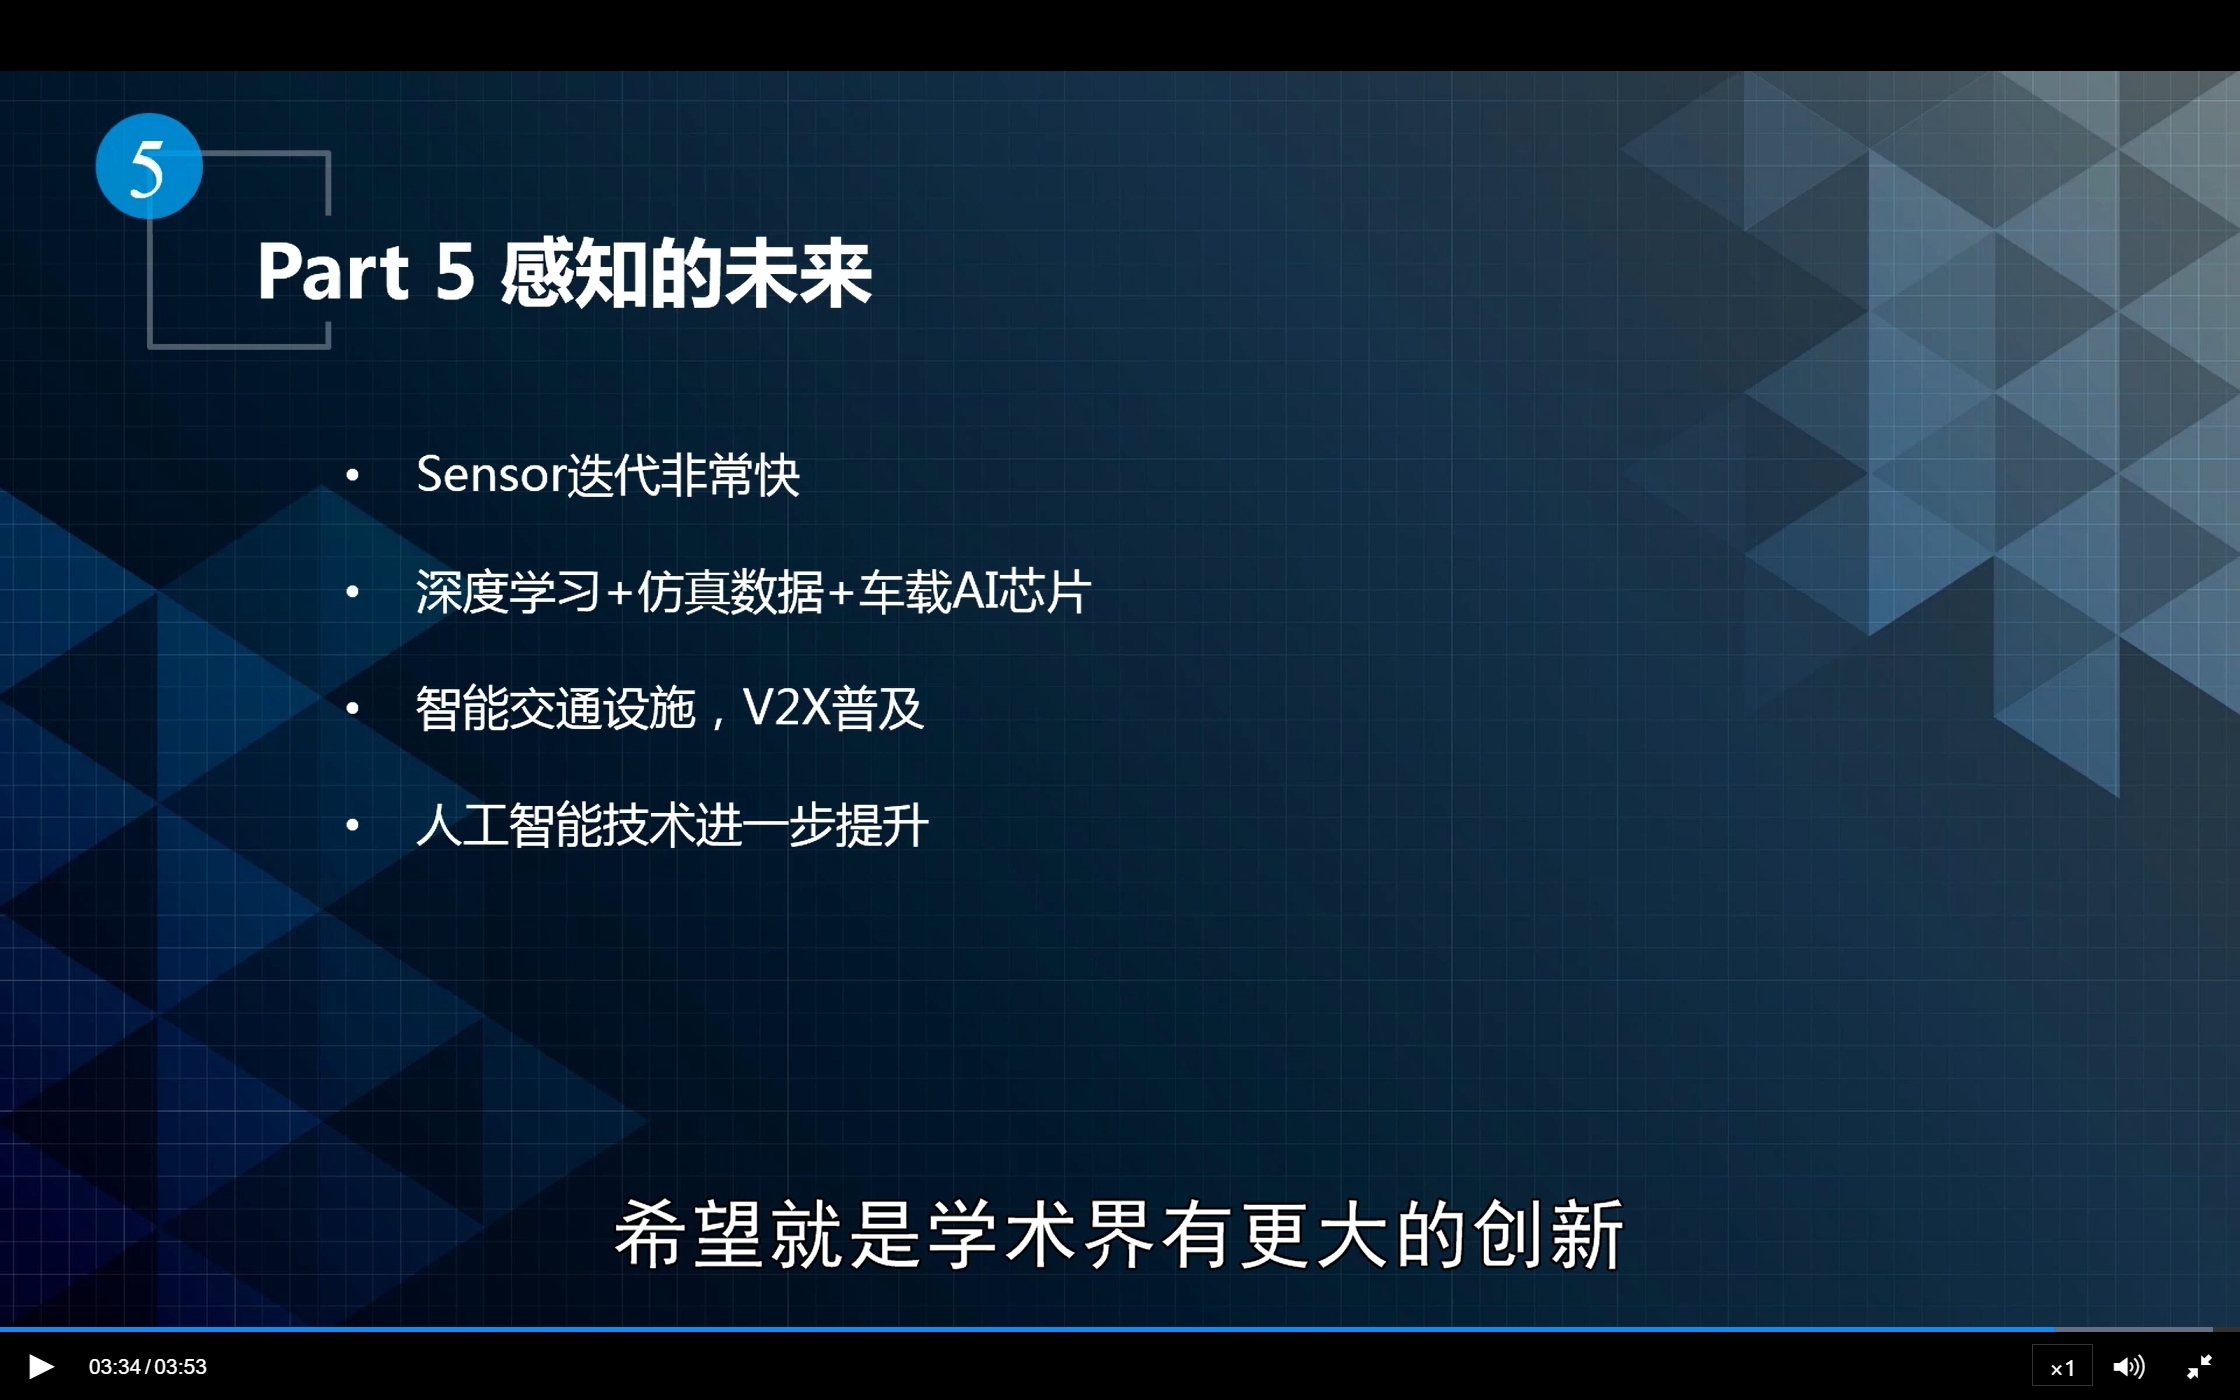 5
Part 5 感知的未来
• Sensor迭代非常快
• 深度学习+仿真数据+车载AI芯片
• 智能交通设施，V2X普及
• 人工智能技术进一步提升
希望就是学术界有更大的创新
03:34/03:53
×1